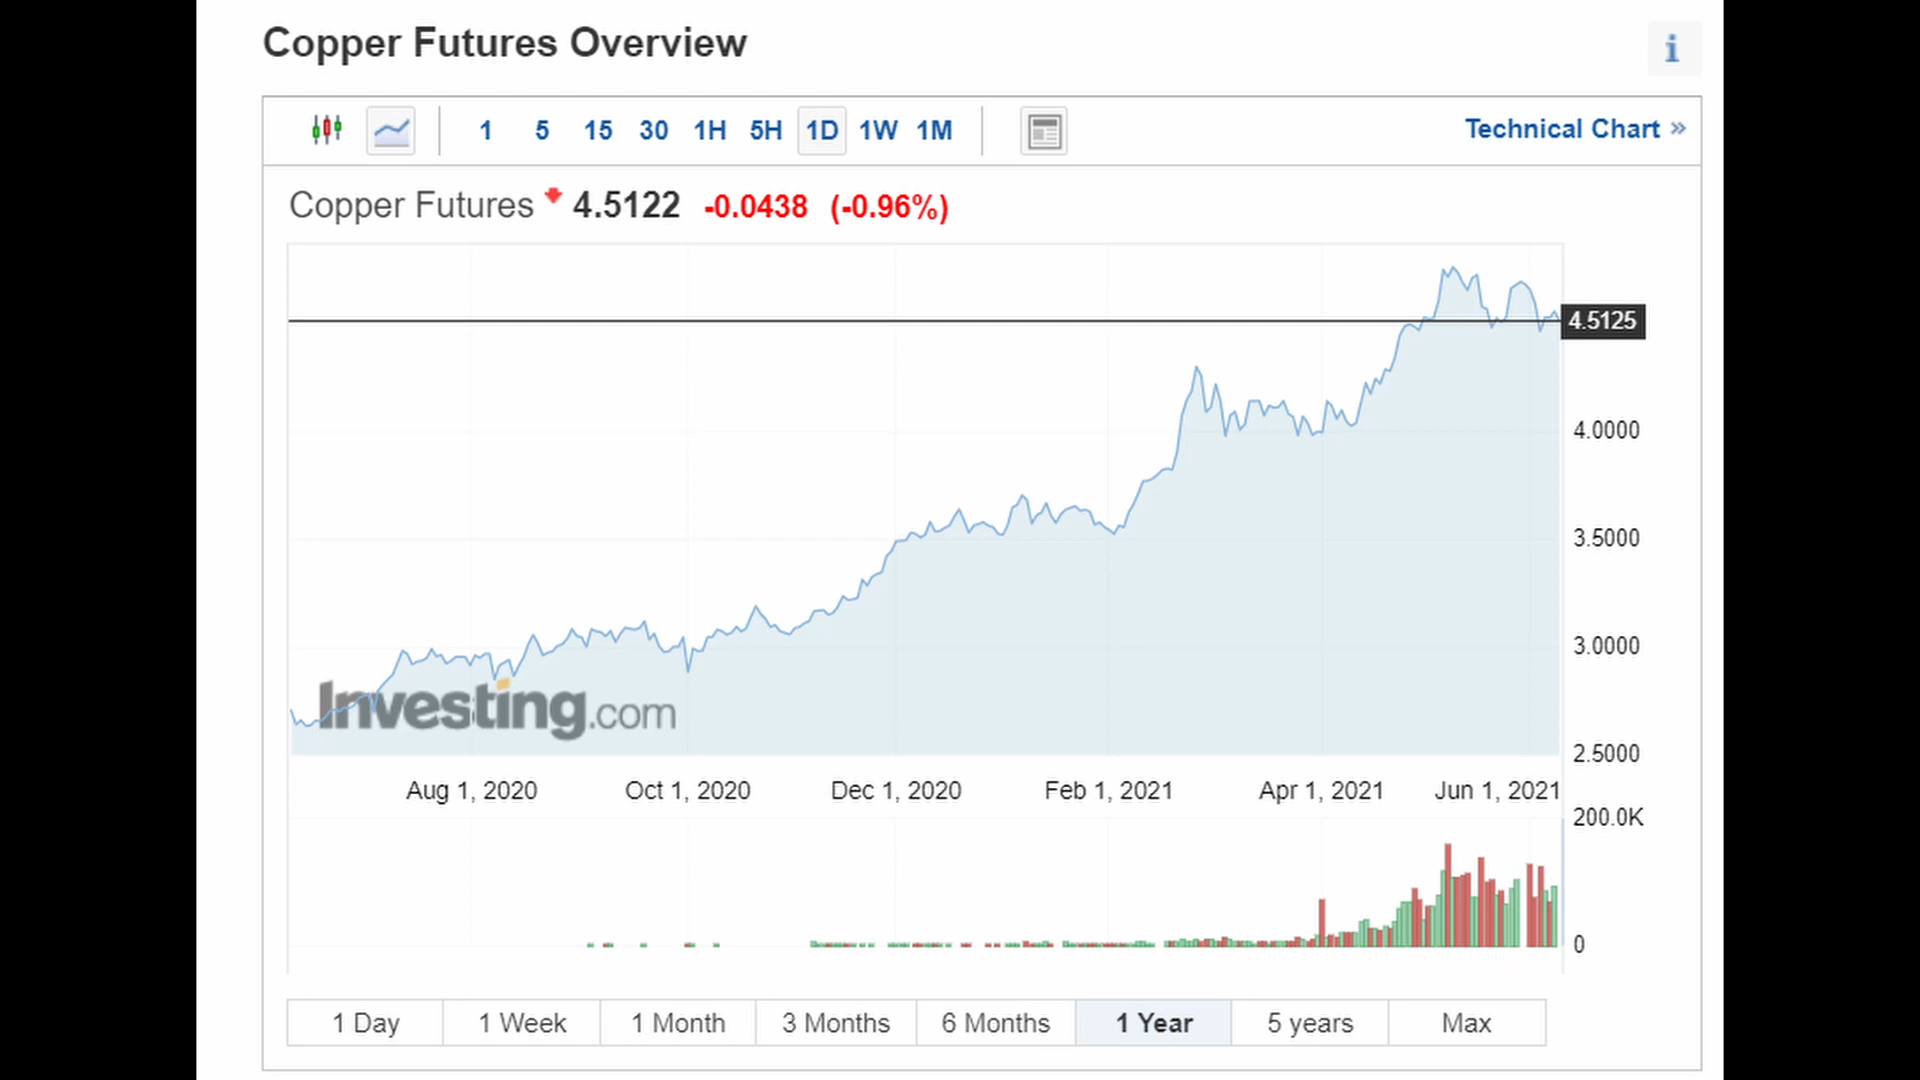 Copper Futures Overview
i
1 5 15 30 1H 5H 1D 1W 1M
Technical Chart »
Copper Futures 4.5122 -0.0438 (-0.96%)
4.5125
4.0000
3.5000
3.0000
2.5000
Investing.com
Aug 1, 2020 Oct 1, 2020 Dec 1, 2020 Feb 1, 2021 Apr 1, 2021 Jun 1, 2021
200.0K
0
1 Day 1 Week 1 Month 3 Months 6 Months 1 Year 5 years Max